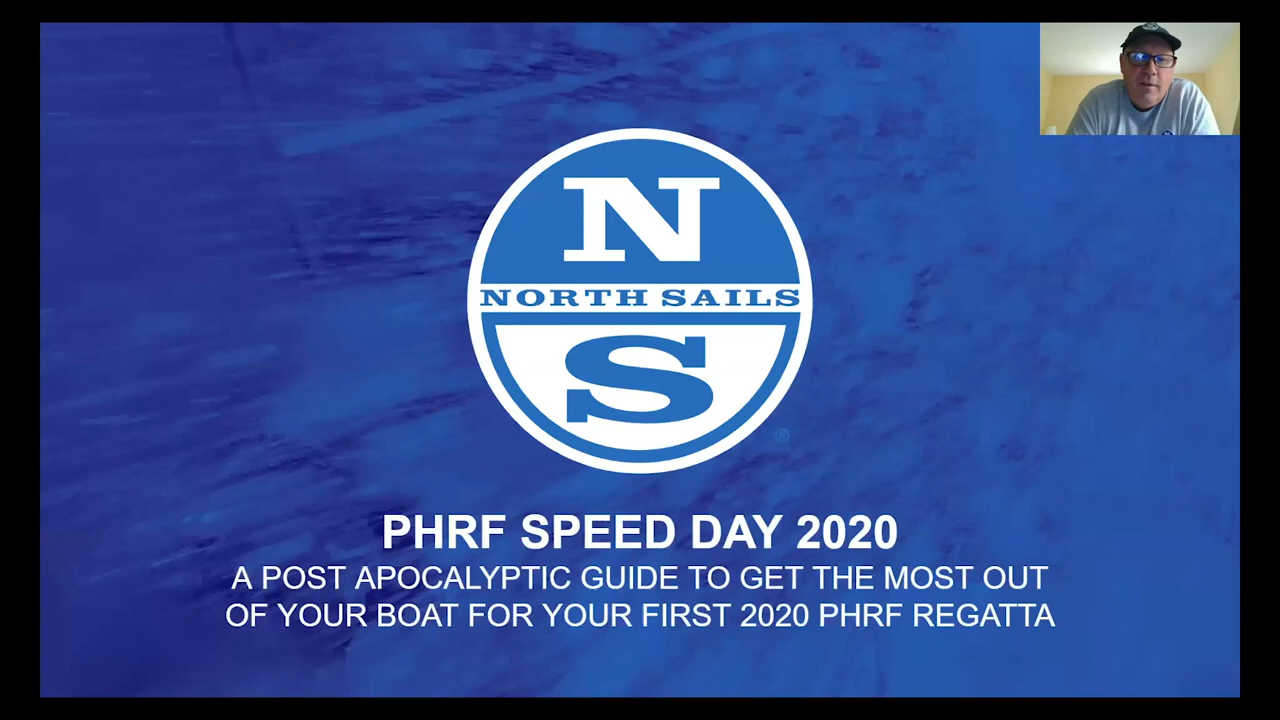 N
NORTH SAILS
S
®
PHRF SPEED DAY 2020
A POST APOCALYPTIC GUIDE TO GET THE MOST OUT
OF YOUR BOAT FOR YOUR FIRST 2020 PHRF REGATTA